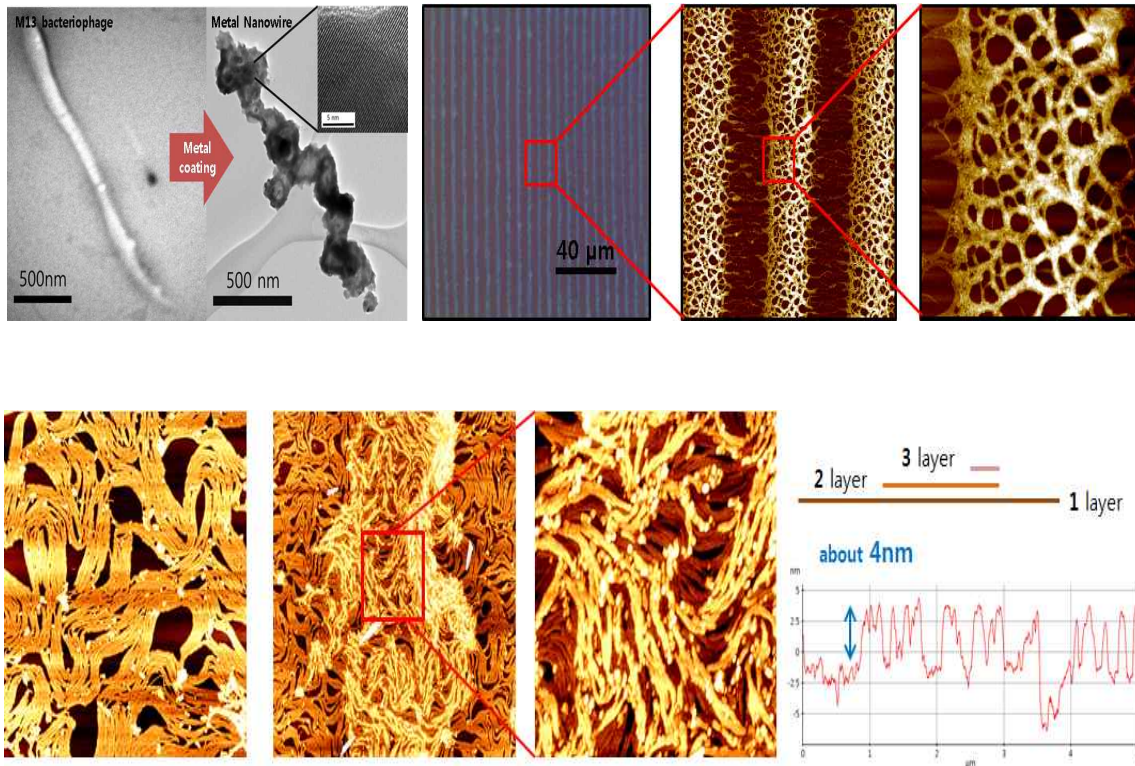 M13 bacteriophage
Metal Nanowire
5 nm
Metal
coating
500nm
500 nm
40 μm
3 layer
2 layer
1 layer
about 4nm
nm
5
2.5
0
-2.5
-5
0
1
2
3
4
μm